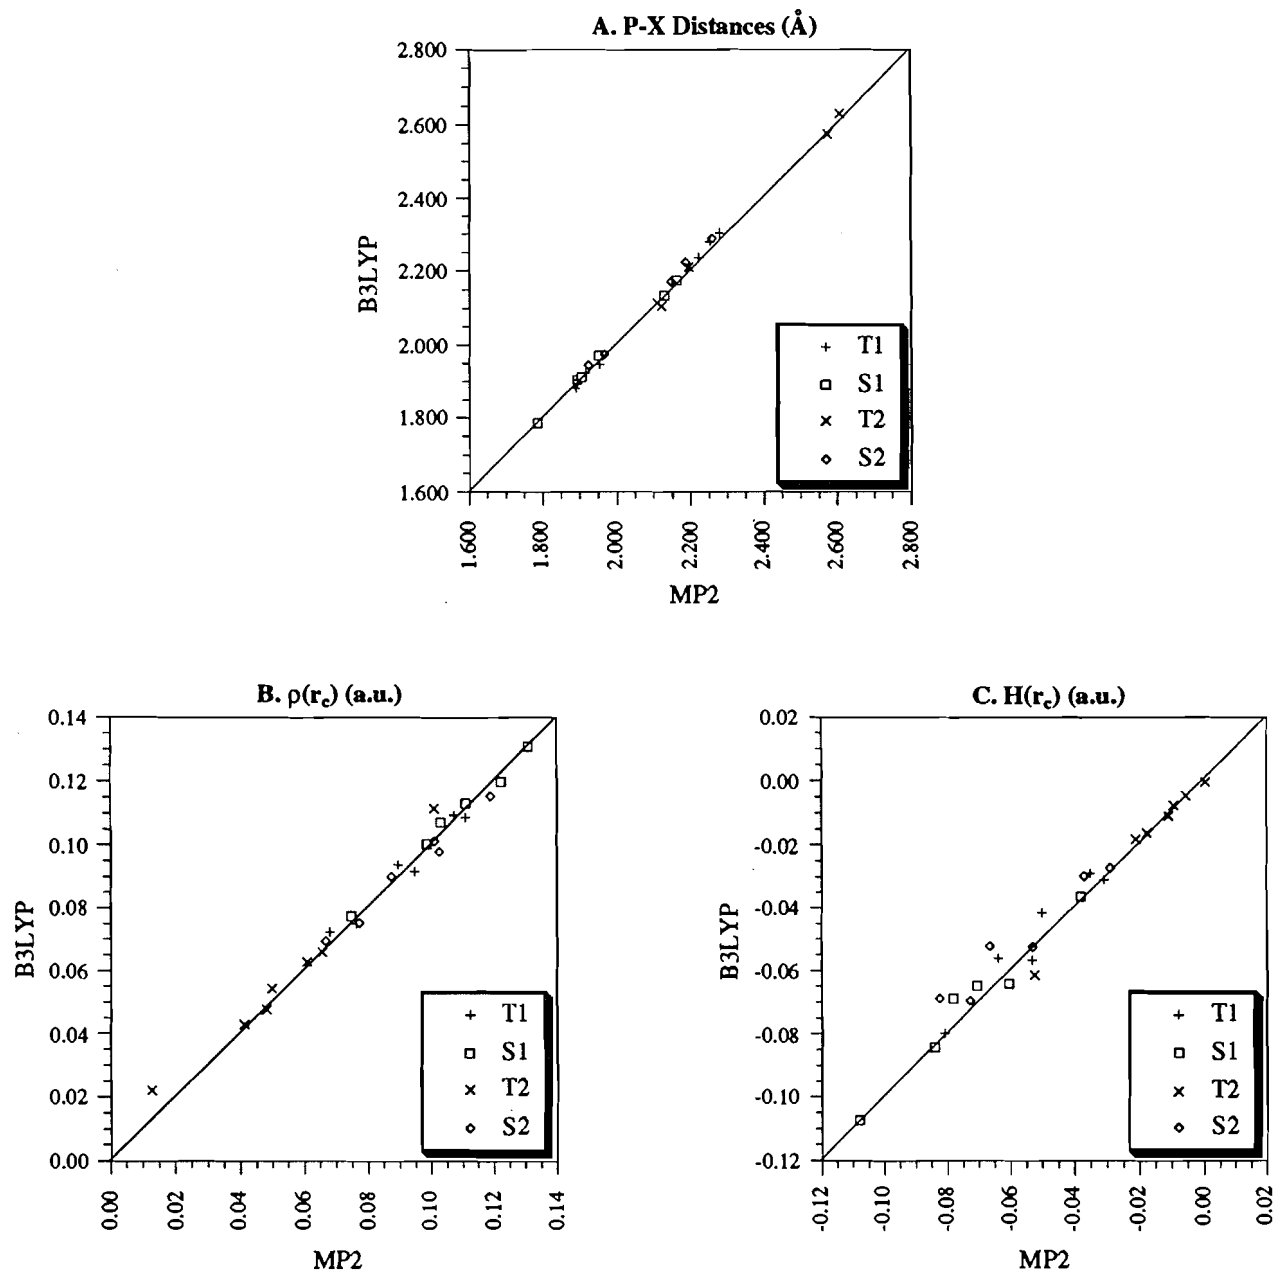 A. P-X Distances (Å)
2.800
2.600
2.400
2.200
2.000
1.800
1.600
B3LYP
T1
S1
T2
S2
1.600
1.800
2.000
2.200
2.400
2.600
2.800
MP2
B. ρ(r_c) (a.u.)
0.14
0.12
0.10
0.08
0.06
0.04
0.02
0.00
B3LYP
T1
S1
T2
S2
0.00
0.02
0.04
0.06
0.08
0.10
0.12
0.14
MP2
C. H(r_c) (a.u.)
0.02
0.00
-0.02
-0.04
-0.06
-0.08
-0.10
-0.12
B3LYP
T1
S1
T2
S2
-0.12
-0.10
-0.08
-0.06
-0.04
-0.02
0.00
0.02
MP2